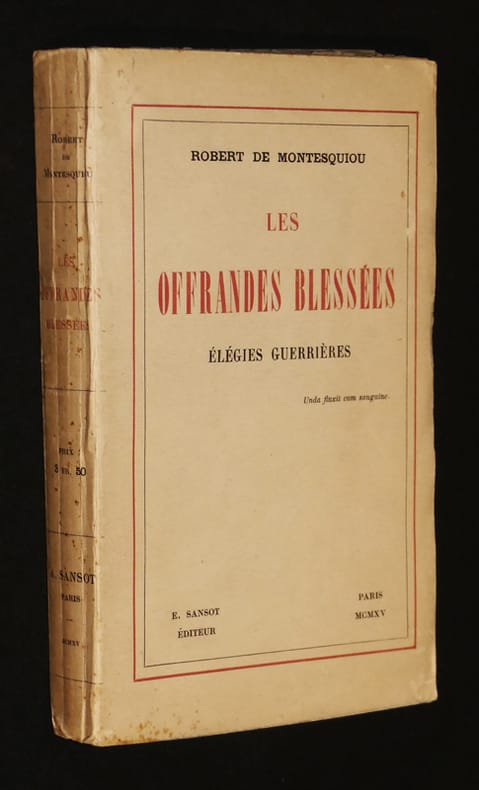 ROBERT
DE
MONTESQUIOU
LES
OFFRANDES
BLESSÉES
PRIX :
3 FR. 50
SANSOT
PARIS
MCMXV
ROBERT DE MONTESQUIOU
LES
OFFRANDES BLESSÉES
ÉLÉGIES GUERRIÈRES
Unda fluxit cum sanguine.
E. SANSOT
ÉDITEUR
PARIS
MCMXV